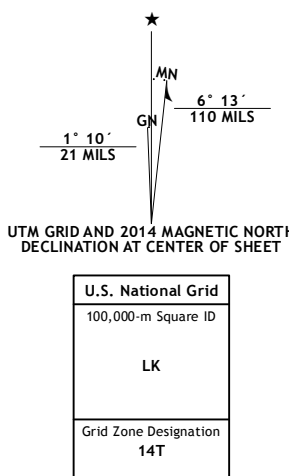 ★
MN
GN
6° 13´
110 MILS
1° 10´
21 MILS
UTM GRID AND 2014 MAGNETIC NORTH
DECLINATION AT CENTER OF SHEET
U.S. National Grid
100,000-m Square ID
LK
Grid Zone Designation
14T